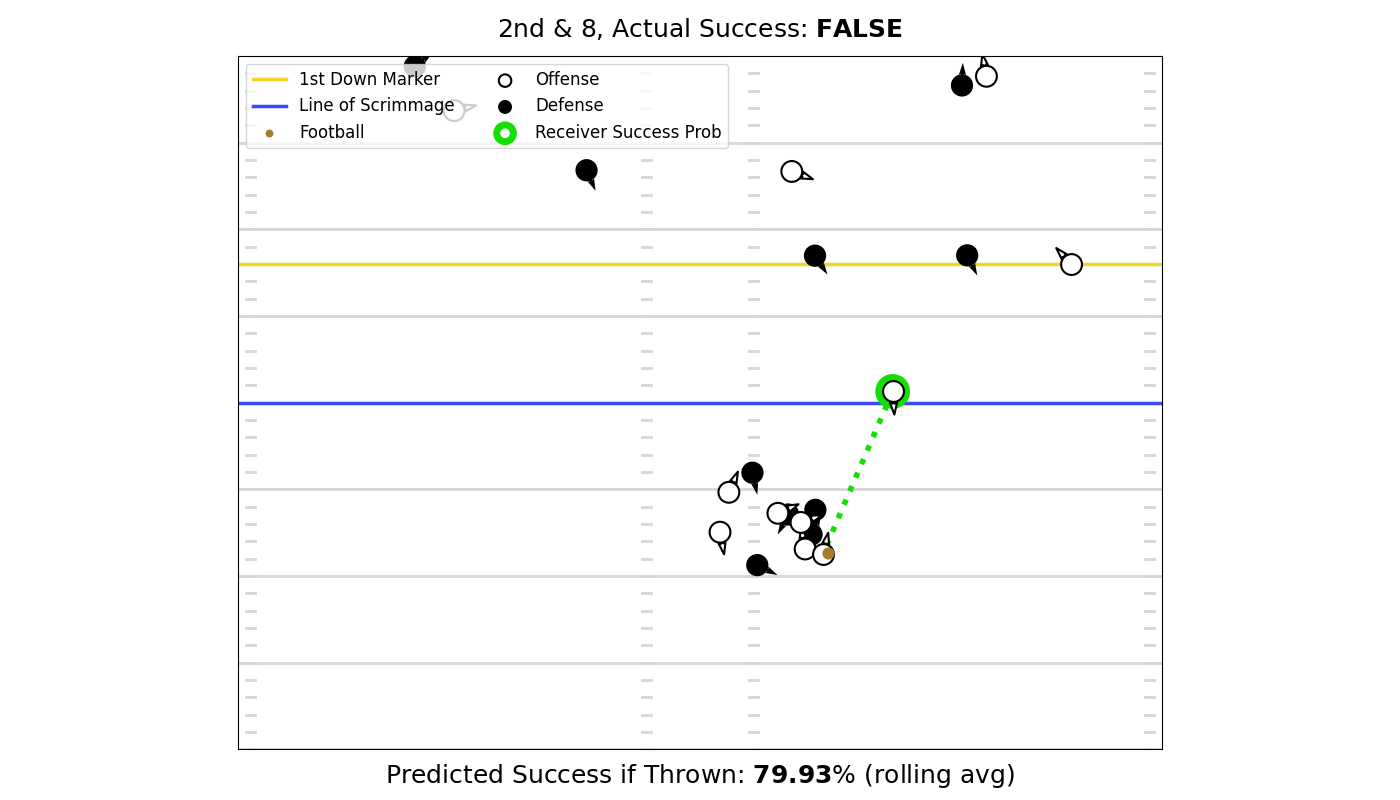 2nd & 8, Actual Success: FALSE
1st Down Marker
Line of Scrimmage
Football
Offense
Defense
Receiver Success Prob
Predicted Success if Thrown: 79.93% (rolling avg)